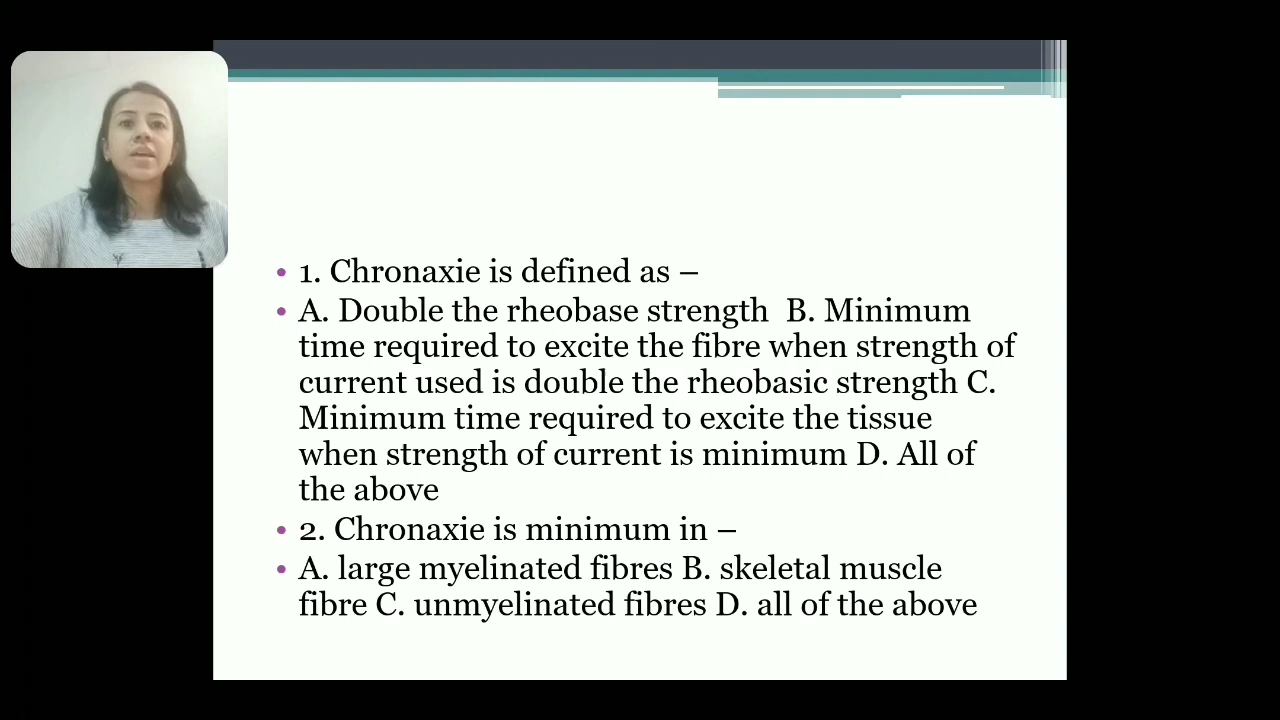 • 1. Chronaxie is defined as –
• A. Double the rheobase strength  B. Minimum
time required to excite the fibre when strength of
current used is double the rheobasic strength C.
Minimum time required to excite the tissue
when strength of current is minimum D. All of
the above
• 2. Chronaxie is minimum in –
• A. large myelinated fibres B. skeletal muscle
fibre C. unmyelinated fibres D. all of the above